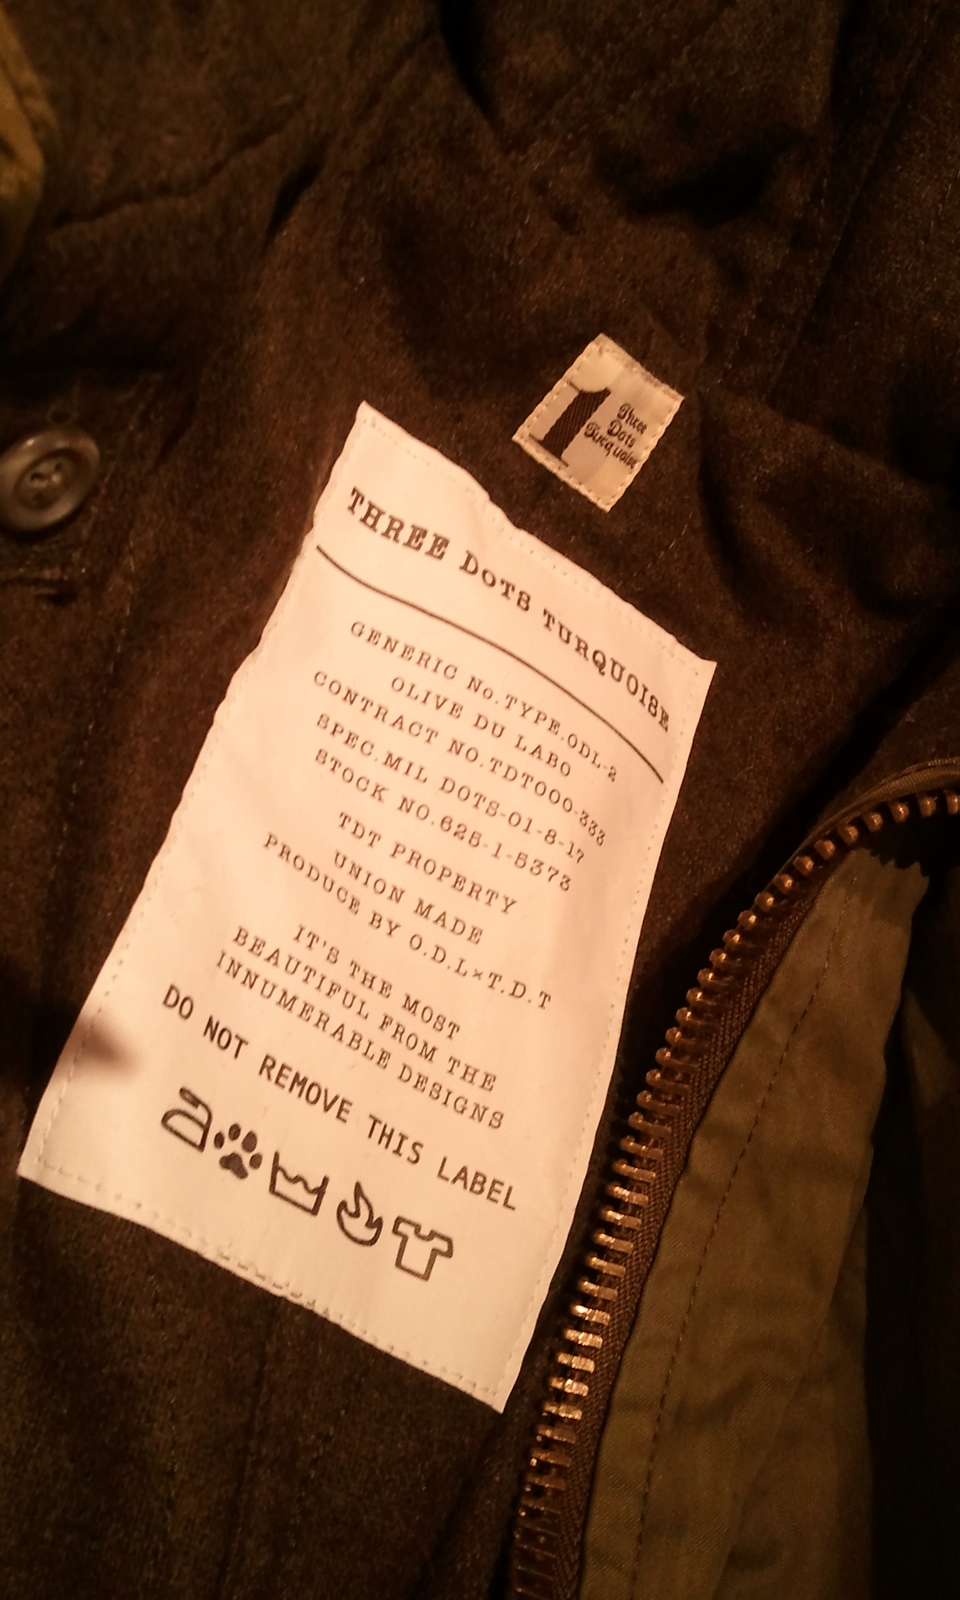 1
Three
Dots
Turquoise
THREE DOTS TURQUOISE
GENERIC No.TYPE.ODL-2
OLIVE DU LABO
CONTRACT NO.TDT000-333
SPEC.MIL DOTS-01-8-17
STOCK NO.625-1-5373
TDT PROPERTY
UNION MADE
PRODUCE BY O.D.L×T.D.T
IT'S THE MOST
BEAUTIFUL FROM THE
INNUMERABLE DESIGNS
DO NOT REMOVE THIS LABEL